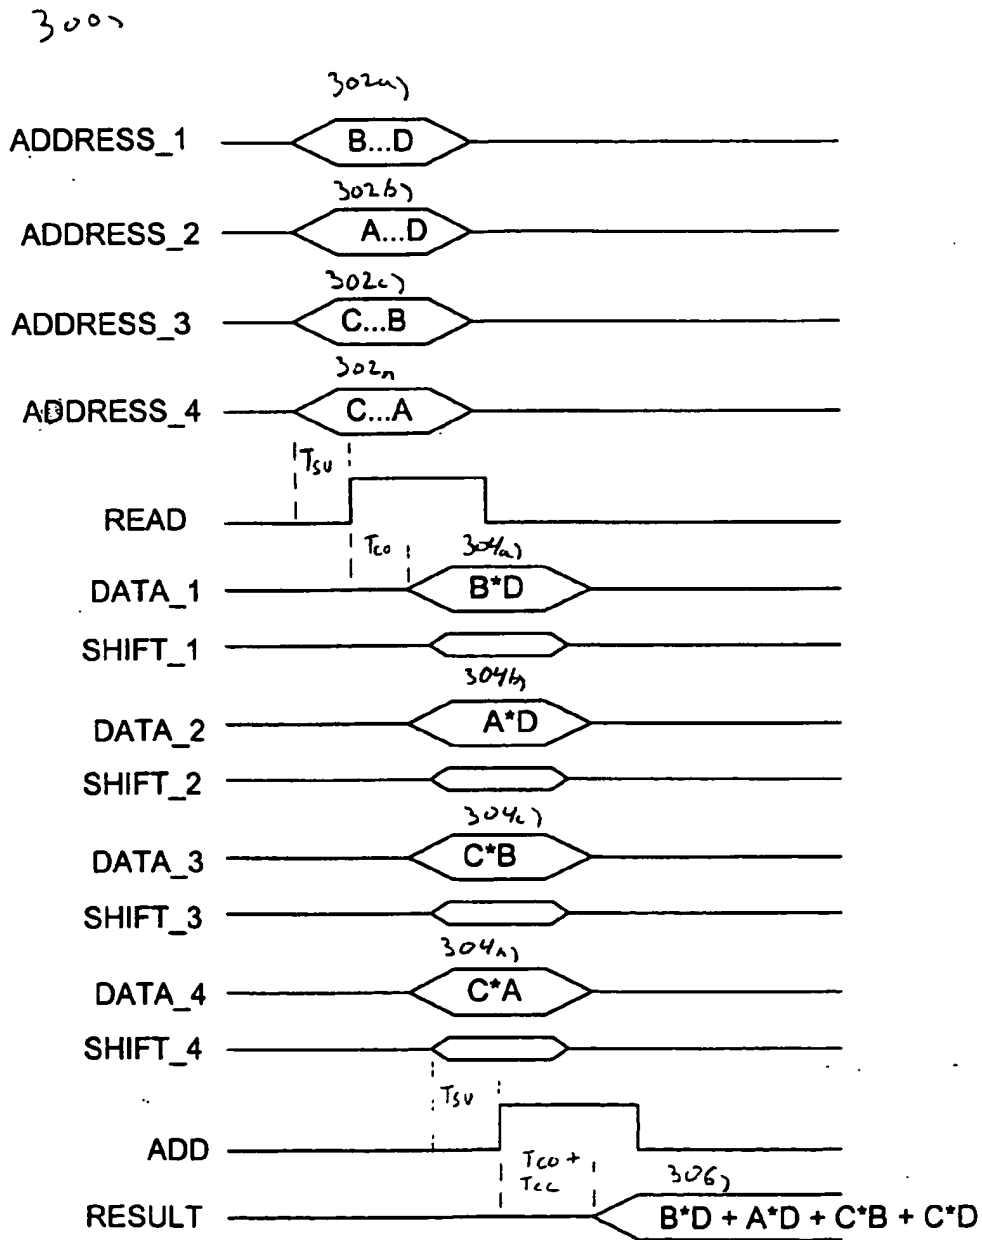 300
302a
ADDRESS_1 B...D
302b
ADDRESS_2 A...D
302c
ADDRESS_3 C...B
302n
ADDRESS_4 C...A
Tsu
READ
Tco 304a
DATA_1 B*D
SHIFT_1
304b
DATA_2 A*D
SHIFT_2
304c
DATA_3 C*B
SHIFT_3
304n
DATA_4 C*A
SHIFT_4
Tsu
ADD
Tco +
Tcc 306
RESULT B*D + A*D + C*B + C*D